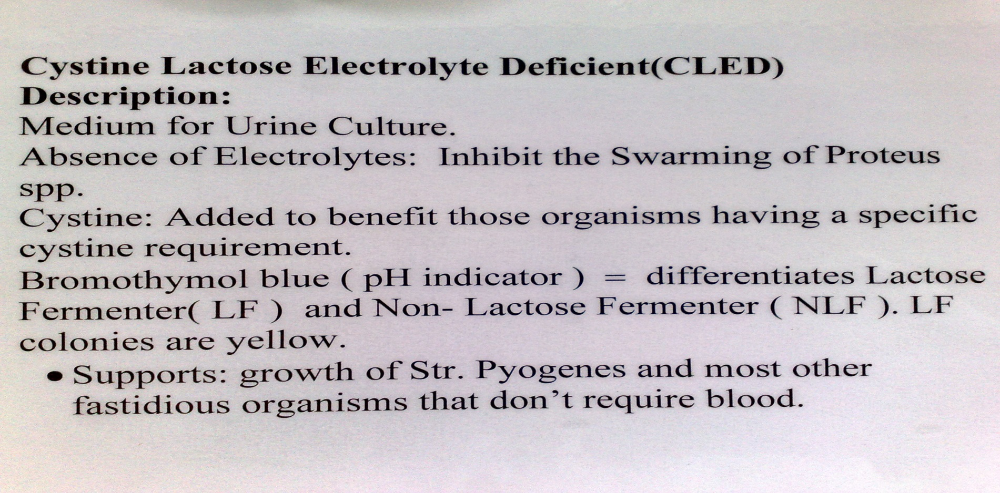 Cystine Lactose Electrolyte Deficient(CLED)
Description:
Medium for Urine Culture.
Absence of Electrolytes: Inhibit the Swarming of Proteus
spp.
Cystine: Added to benefit those organisms having a specific
cystine requirement.
Bromothymol blue ( pH indicator ) = differentiates Lactose
Fermenter( LF ) and Non- Lactose Fermenter ( NLF ). LF
colonies are yellow.
• Supports: growth of Str. Pyogenes and most other
fastidious organisms that don't require blood.